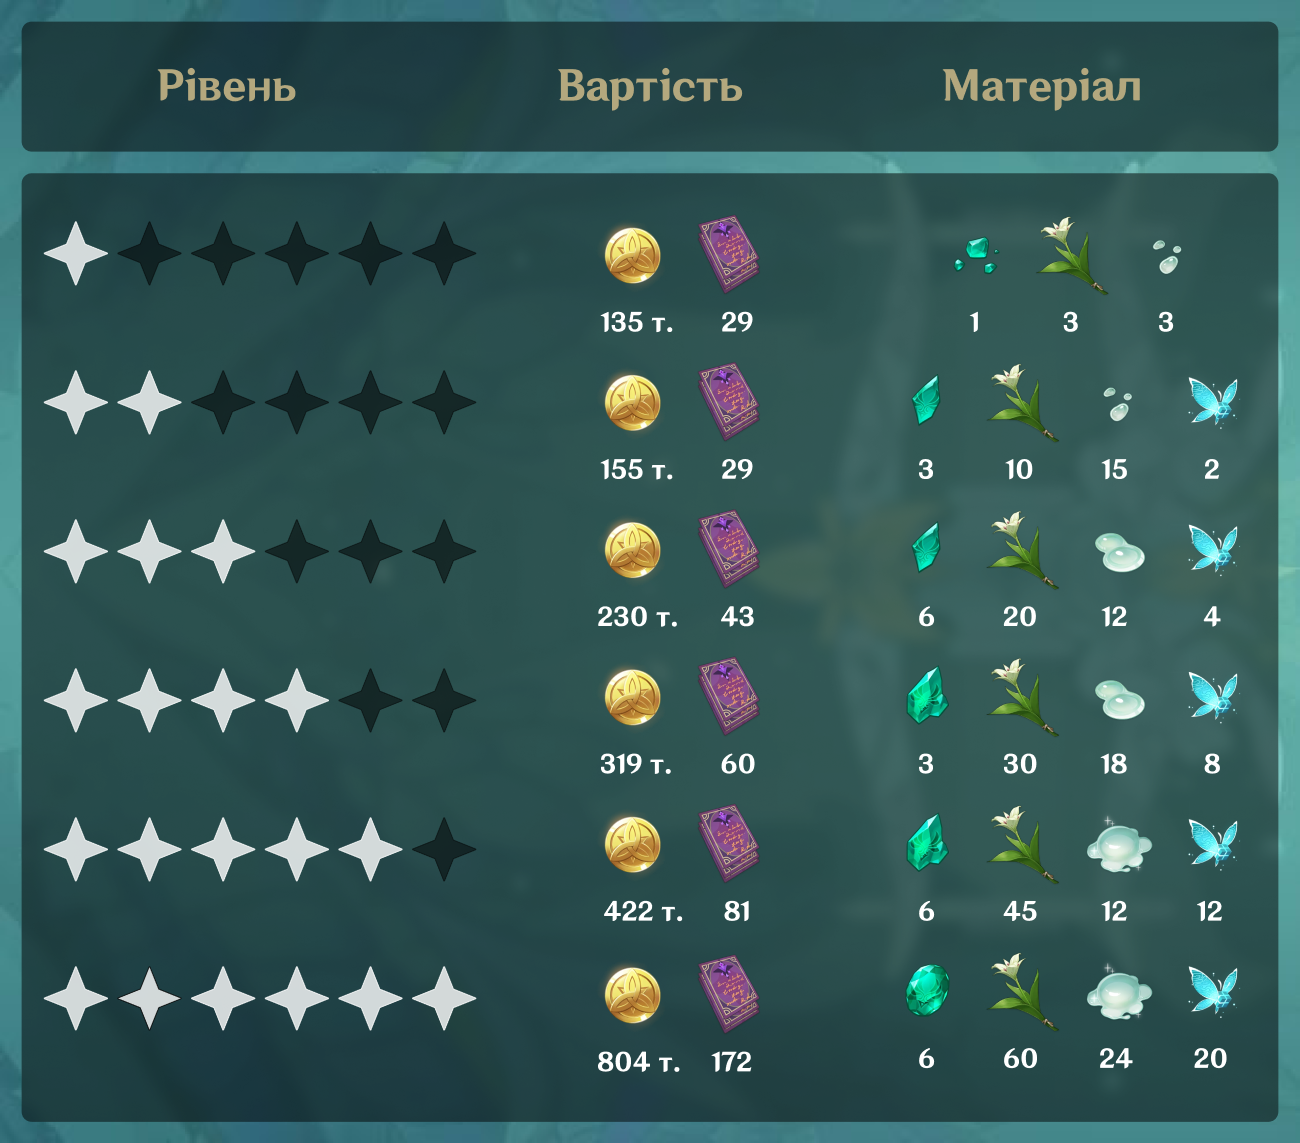 Рівень Вартість Матеріал
135 т. 29 1 3 3
155 т. 29 3 10 15 2
230 т. 43 6 20 12 4
319 т. 60 3 30 18 8
422 т. 81 6 45 12 12
804 т. 172 6 60 24 20